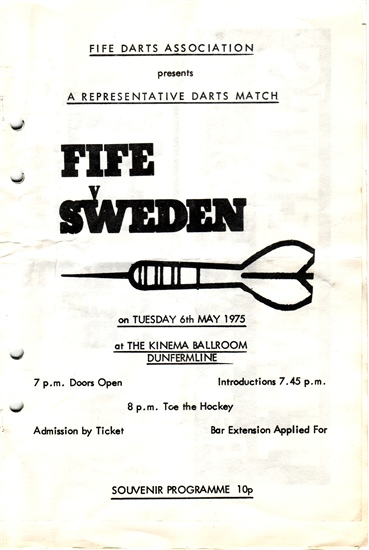 FIFE DARTS ASSOCIATION
presents
A REPRESENTATIVE DARTS MATCH
FIFE
v
SWEDEN
on TUESDAY 6th MAY 1975
at THE KINEMA BALLROOM
DUNFERMLINE
7 p.m. Doors Open Introductions 7.45 p.m.
8 p.m. Toe the Hockey
Admission by Ticket Bar Extension Applied For
SOUVENIR PROGRAMME 10p